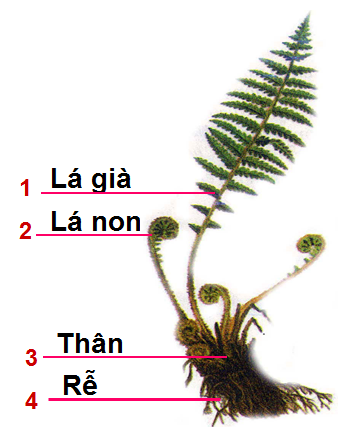 1 Lá già
2 Lá non
3 Thân
4 Rễ